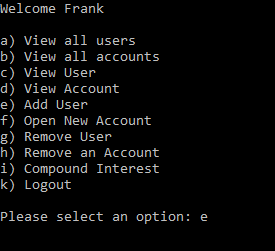 Welcome Frank
a) View all users
b) View all accounts
c) View User
d) View Account
e) Add User
f) Open New Account
g) Remove User
h) Remove an Account
i) Compound Interest
k) Logout
Please select an option: e